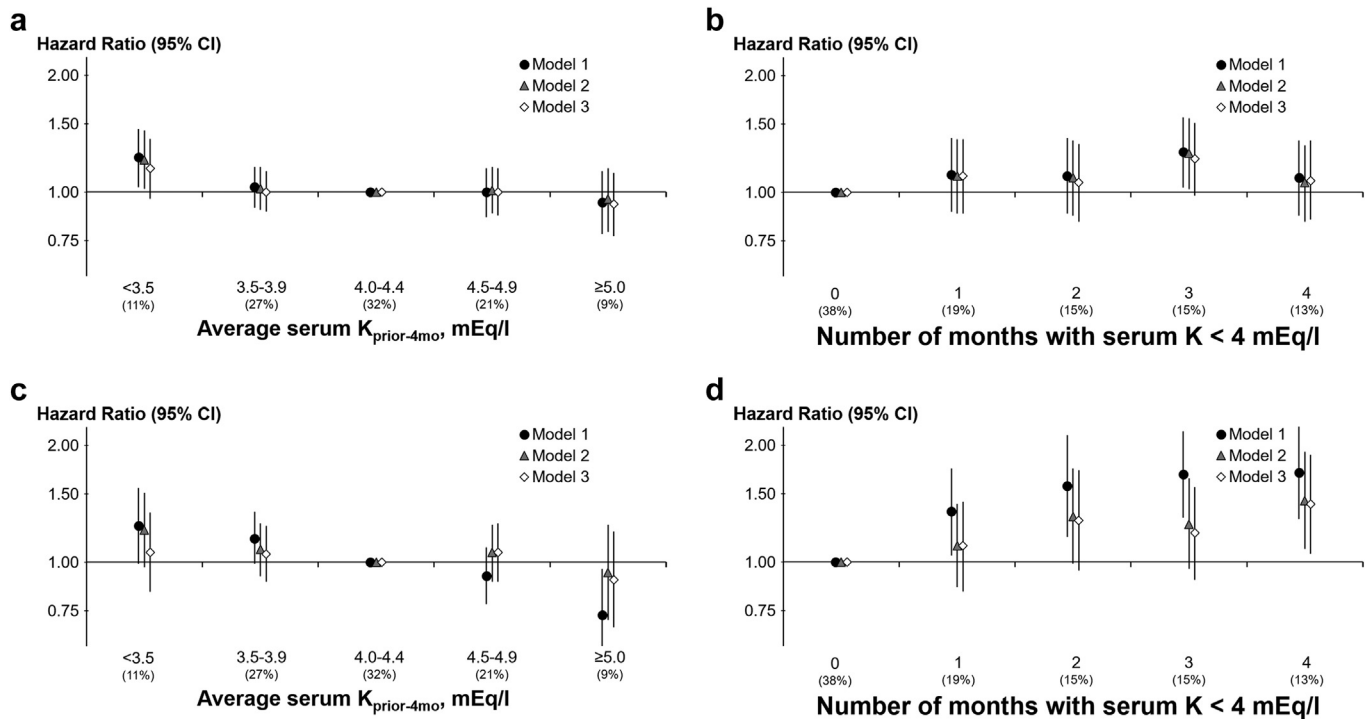 a
Hazard Ratio (95% CI)
2.00
1.50
1.00
0.75
Model 1
Model 2
Model 3
<3.5 3.5-3.9 4.0-4.4 4.5-4.9 ≥5.0
(11%) (27%) (32%) (21%) (9%)
Average serum Kprior-4mo, mEq/l
b
Hazard Ratio (95% CI)
2.00
1.50
1.00
0.75
Model 1
Model 2
Model 3
0 1 2 3 4
(38%) (19%) (15%) (15%) (13%)
Number of months with serum K < 4 mEq/l
c
Hazard Ratio (95% CI)
2.00
1.50
1.00
0.75
Model 1
Model 2
Model 3
<3.5 3.5-3.9 4.0-4.4 4.5-4.9 ≥5.0
(11%) (27%) (32%) (21%) (9%)
Average serum Kprior-4mo, mEq/l
d
Hazard Ratio (95% CI)
2.00
1.50
1.00
0.75
Model 1
Model 2
Model 3
0 1 2 3 4
(38%) (19%) (15%) (15%) (13%)
Number of months with serum K < 4 mEq/l